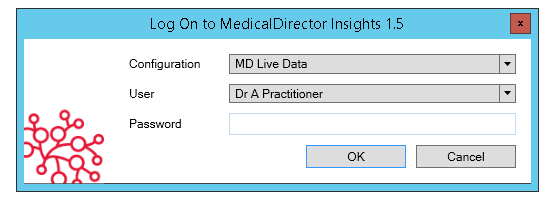 Log On to MedicalDirector Insights 1.5
x
Configuration MD Live Data
User Dr A Practitioner
Password
OK Cancel